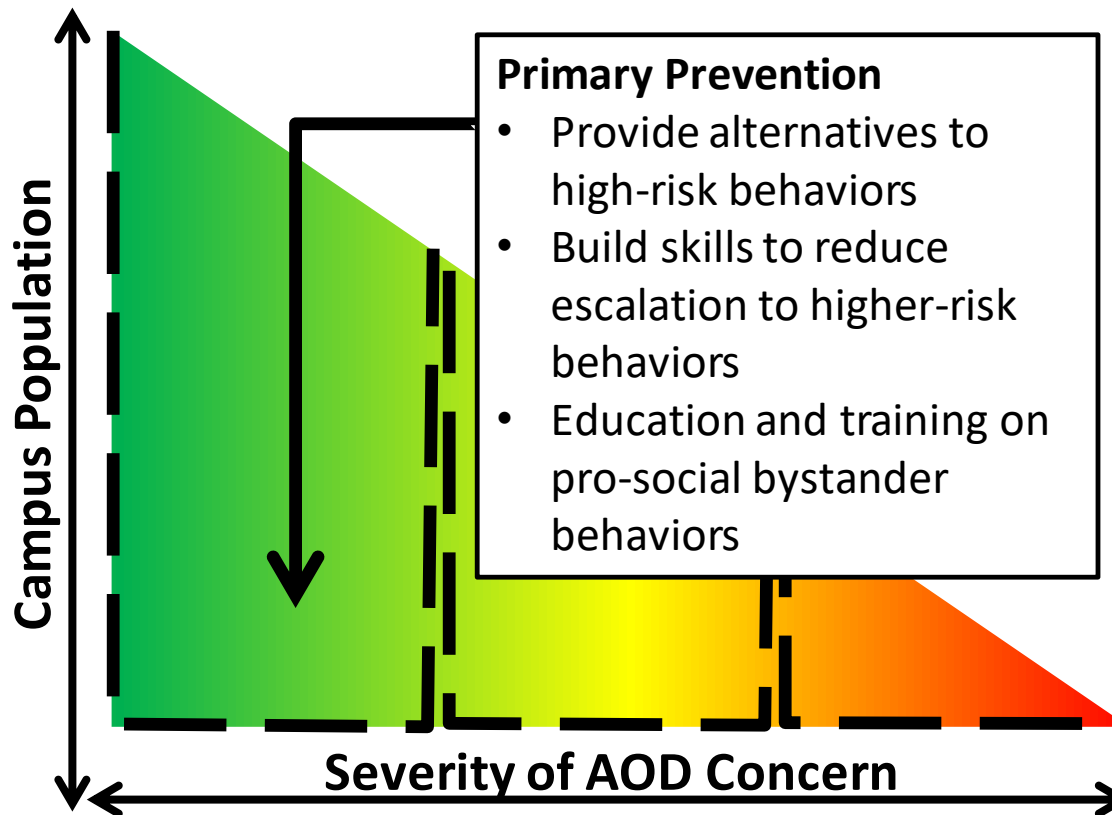 Campus Population
Primary Prevention
• Provide alternatives to
high-risk behaviors
• Build skills to reduce
escalation to higher-risk
behaviors
• Education and training on
pro-social bystander
behaviors
Severity of AOD Concern